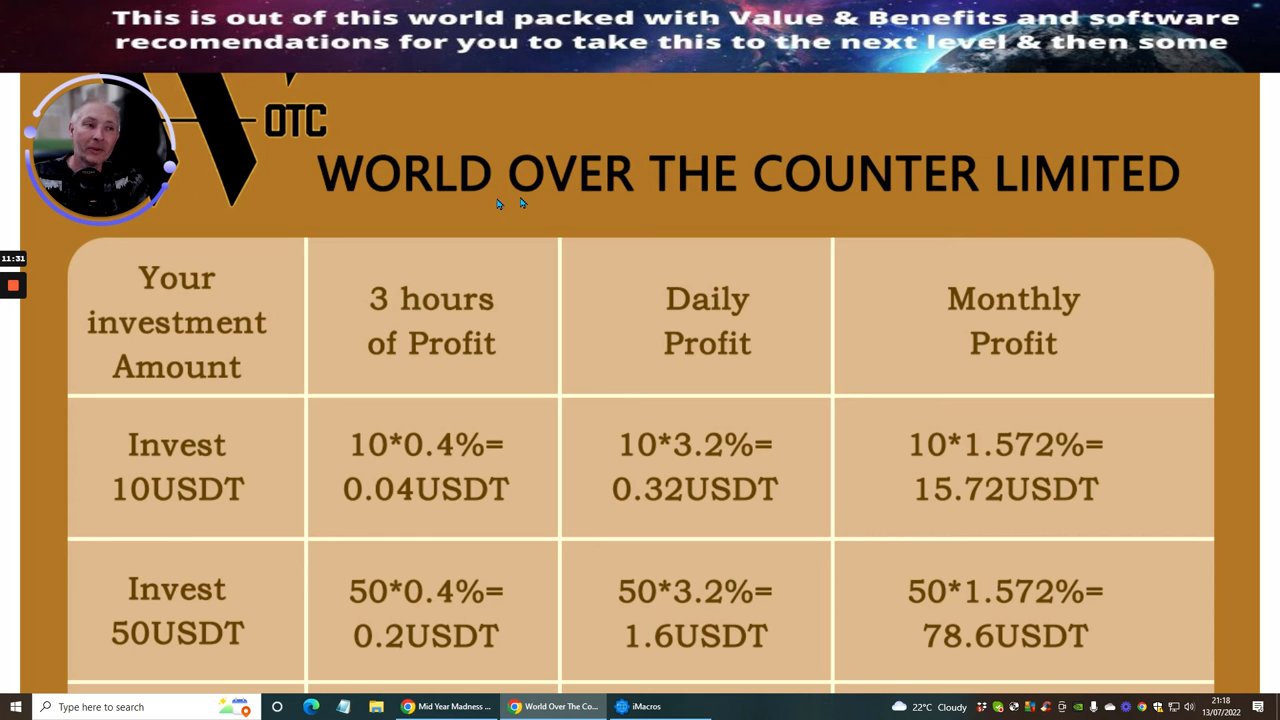 This is out of this world packed with Value & Benefits and software
recomendations for you to take this to the next level & then some
OTC
WORLD OVER THE COUNTER LIMITED
11:31
Your
investment
Amount
3 hours
of Profit
Daily
Profit
Monthly
Profit
Invest
10USDT
10*0.4%=
0.04USDT
10*3.2%=
0.32USDT
10*1.572%=
15.72USDT
Invest
50USDT
50*0.4%=
0.2USDT
50*3.2%=
1.6USDT
50*1.572%=
78.6USDT
Type here to search
Mid Year Madness ...
World Over The Co...
iMacros
22°C Cloudy
21:18
13/07/2022